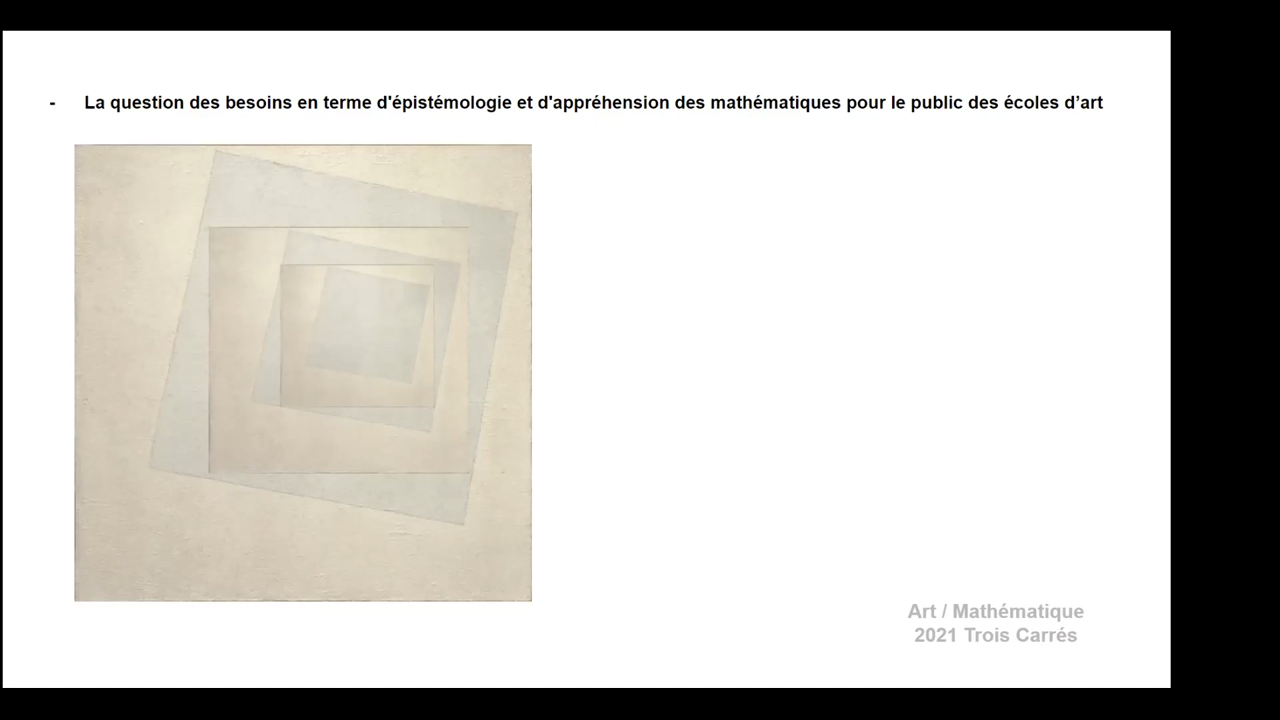 - La question des besoins en terme d'épistémologie et d'appréhension des mathématiques pour le public des écoles d’art
Art / Mathématique
2021 Trois Carrés